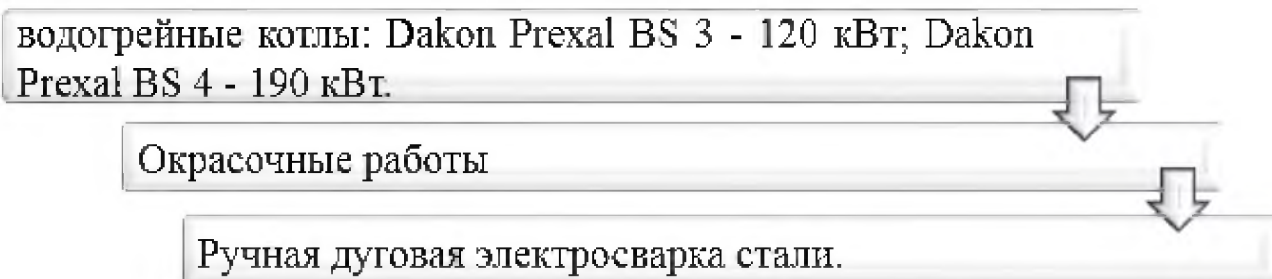 водогрейные котлы: Dakon Prexal BS 3 - 120 кВт; Dakon
Prexal BS 4 - 190 кВт.
Окрасочные работы
Ручная дуговая электросварка стали.